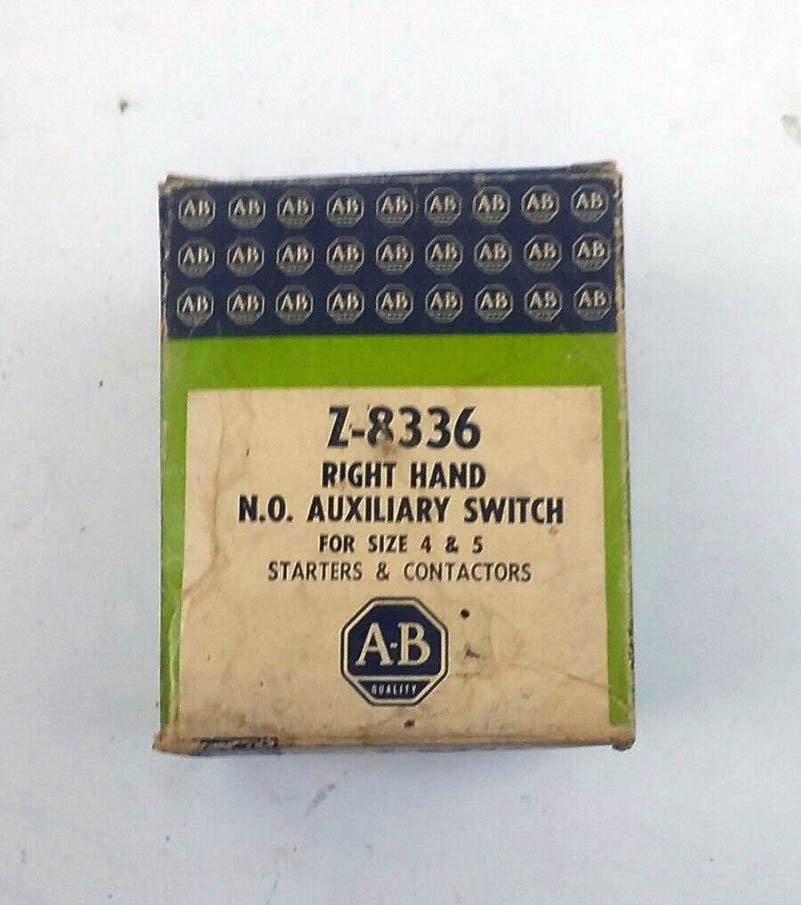 AB AB AB AB AB AB AB AB AB
AB AB AB AB AB AB AB AB AB
AB AB AB AB AB AB AB AB AB
Z-8336
RIGHT HAND
N.O. AUXILIARY SWITCH
FOR SIZE 4 & 5
STARTERS & CONTACTORS
A-B
QUALITY